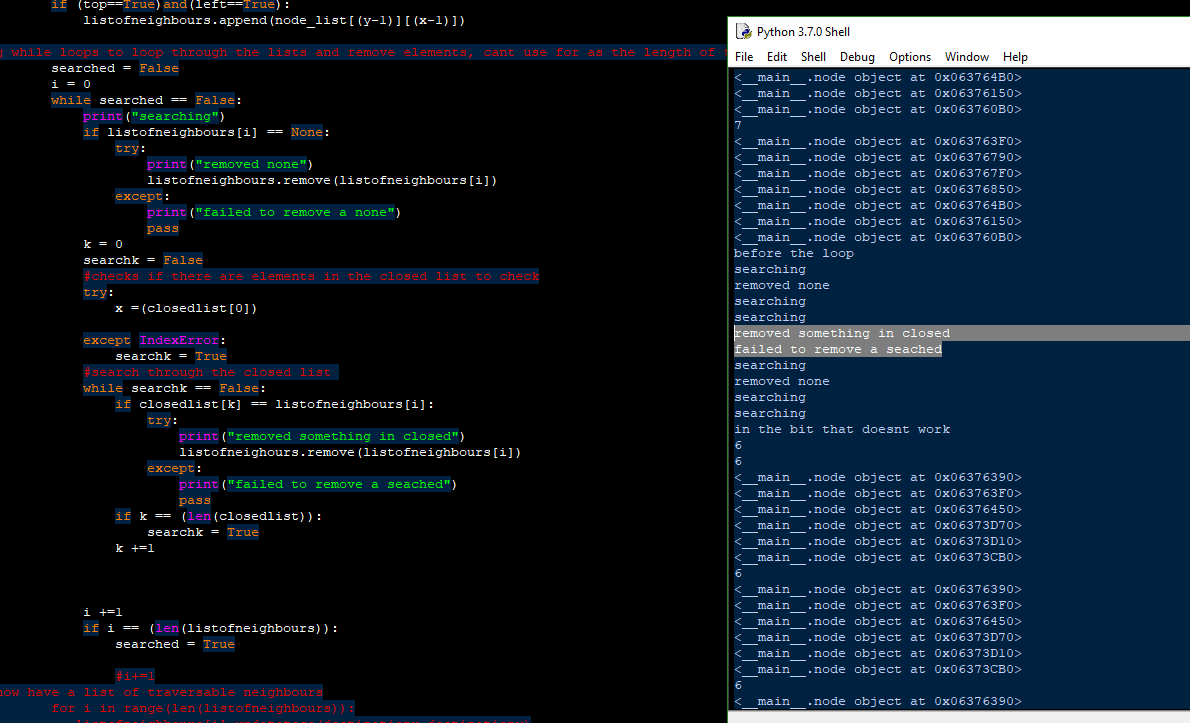 if (top==True)and(left==True):
listofneighbours.append(node_list[(y-1)][(x-1)])
while loops to loop through the lists and remove elements, cant use for as the length of
searched = False
i = 0
while searched == False:
print("searching")
if listofneighbours[i] == None:
try:
print("removed none")
listofneighbours.remove(listofneighbours[i])
except:
print("failed to remove a none")
pass
k = 0
searchk = False
#checks if there are elements in the closed list to check
try:
x =(closedlist[0])
except IndexError:
searchk = True
#search through the closed list
while searchk == False:
if closedlist[k] == listofneighbours[i]:
try:
print("removed something in closed")
listofneighours.remove(listofneighbours[i])
except:
print("failed to remove a seached")
pass
if k == (len(closedlist)):
searchk = True
k +=1
i +=1
if i == (len(listofneighbours)):
searched = True
#i+=1
now have a list of traversable neighbours
for i in range(len(listofneighbours)):
Python 3.7.0 Shell
File Edit Shell Debug Options Window Help
<__main__.node object at 0x063764B0>
<__main__.node object at 0x06376150>
<__main__.node object at 0x063760B0>
7
<__main__.node object at 0x063763F0>
<__main__.node object at 0x06376790>
<__main__.node object at 0x063767F0>
<__main__.node object at 0x06376850>
<__main__.node object at 0x063764B0>
<__main__.node object at 0x06376150>
<__main__.node object at 0x063760B0>
before the loop
searching
removed none
searching
searching
removed something in closed
failed to remove a seached
searching
removed none
searching
searching
in the bit that doesnt work
6
6
<__main__.node object at 0x06376390>
<__main__.node object at 0x063763F0>
<__main__.node object at 0x06376450>
<__main__.node object at 0x06373D70>
<__main__.node object at 0x06373D10>
<__main__.node object at 0x06373CB0>
6
<__main__.node object at 0x06376390>
<__main__.node object at 0x063763F0>
<__main__.node object at 0x06376450>
<__main__.node object at 0x06373D70>
<__main__.node object at 0x06373D10>
<__main__.node object at 0x06373CB0>
6
<__main__.node object at 0x06376390>